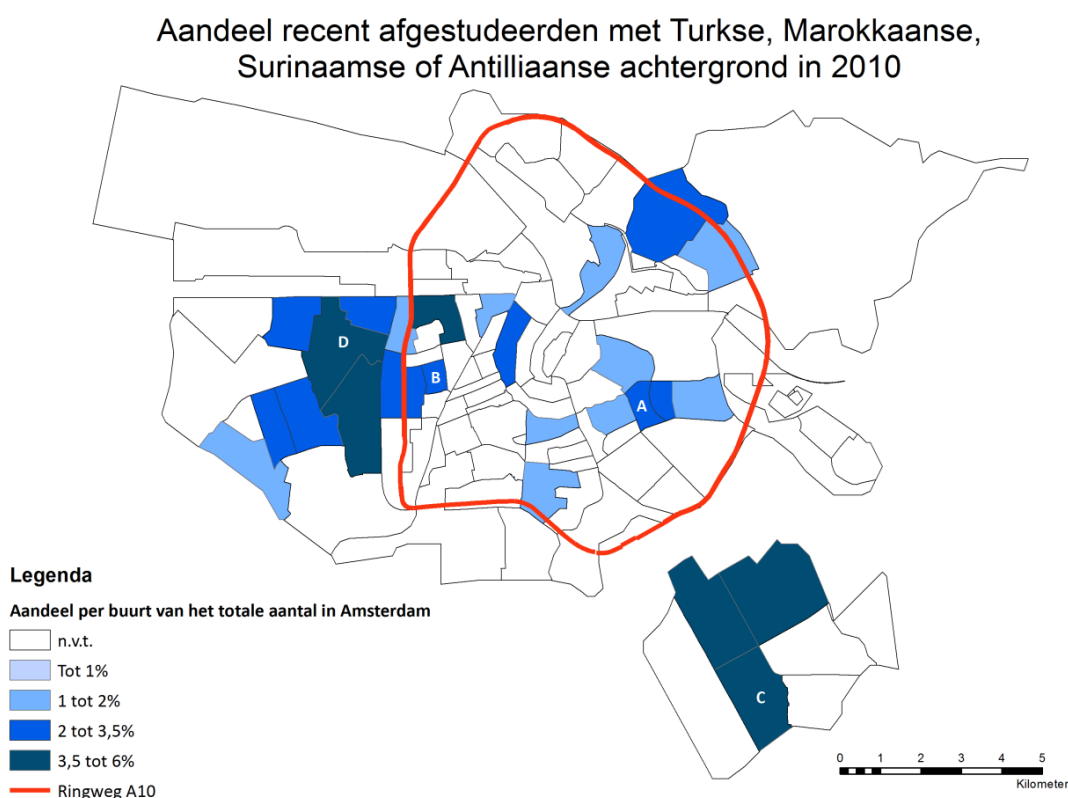 Aandeel recent afgestudeerden met Turkse, Marokkaanse,
Surinaamse of Antilliaanse achtergrond in 2010
D
B
A
C
Legenda
Aandeel per buurt van het totale aantal in Amsterdam
n.v.t.
Tot 1%
1 tot 2%
2 tot 3,5%
3,5 tot 6%
Ringweg A10
0 1 2 3 4 5
Kilometer